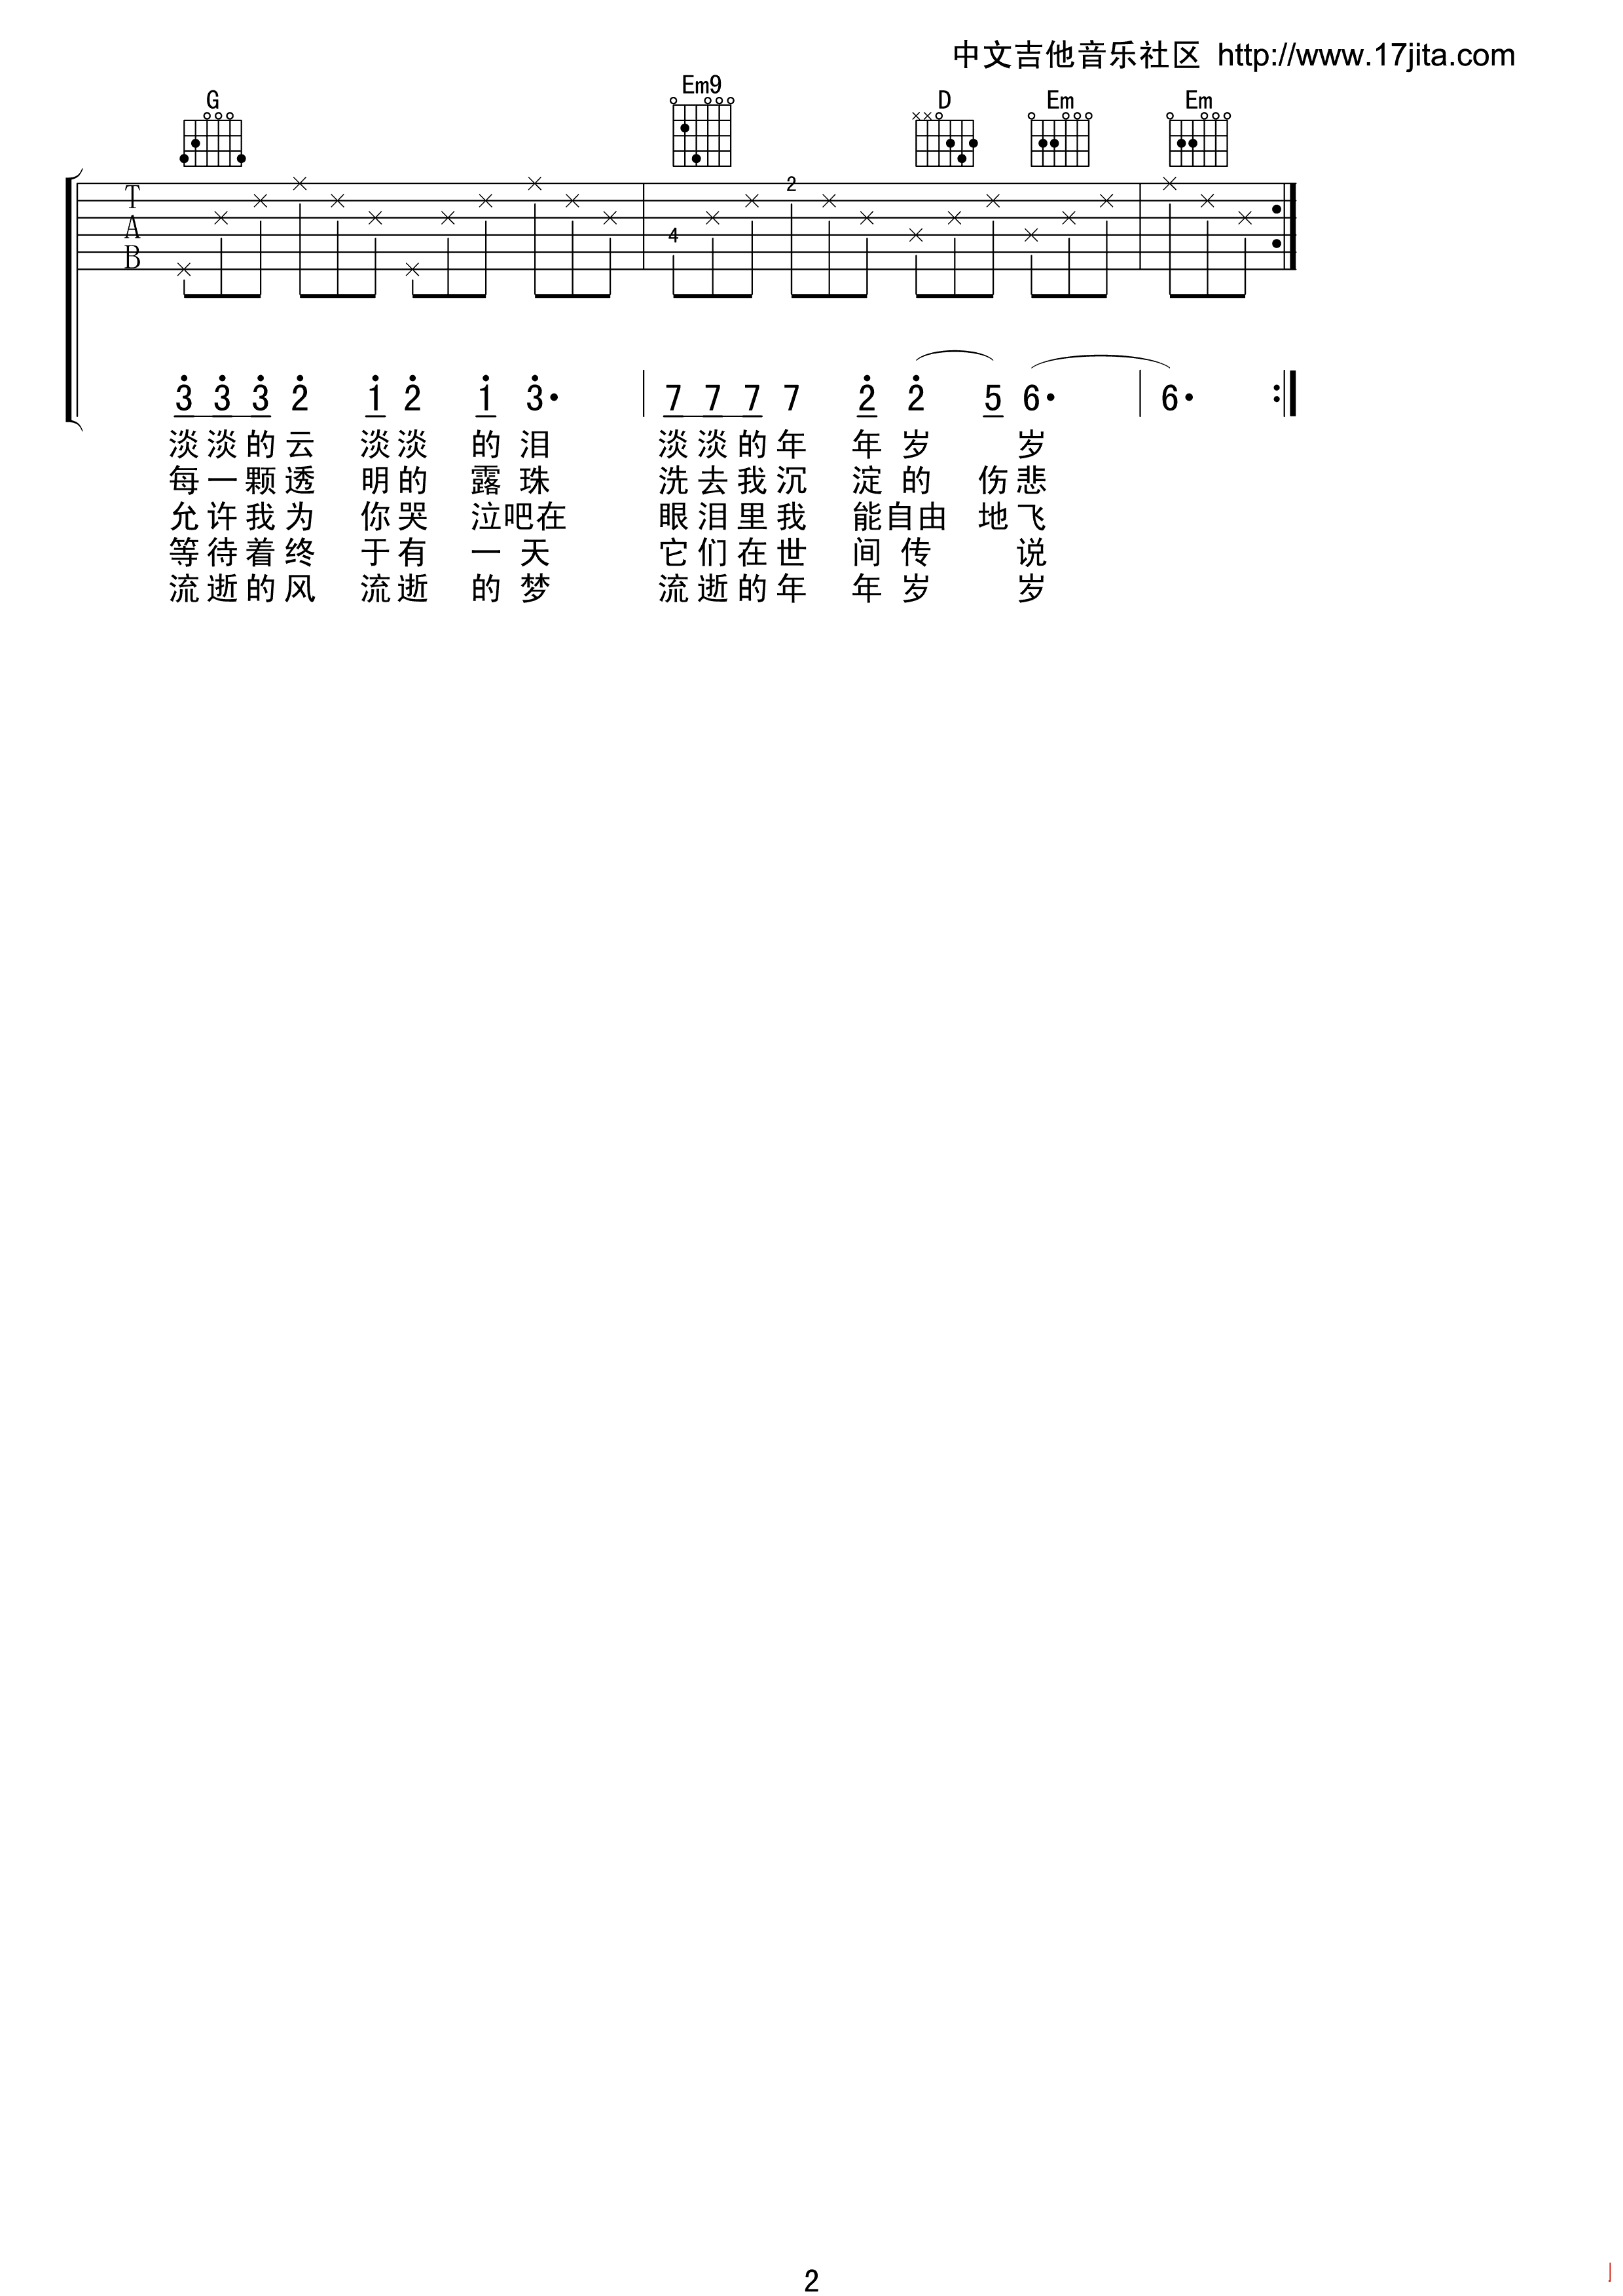 中文吉他音乐社区 http://www.17jita.com
G Em9 D Em Em
T
A
B
2
4
3 3 3 2 1 2 1 3· 7 7 7 7 2 2 5 6· 6·
淡淡的云 淡淡 的泪 淡淡的年 年岁 岁
每一颗透 明的 露珠 洗去我沉 淀的 伤悲
允许我为 你哭 泣吧在 眼泪里我 能自由 地飞
等待着终 于有 一天 它们在世 间传 说
流逝的风 流逝 的梦 流逝的年 年岁 岁
2